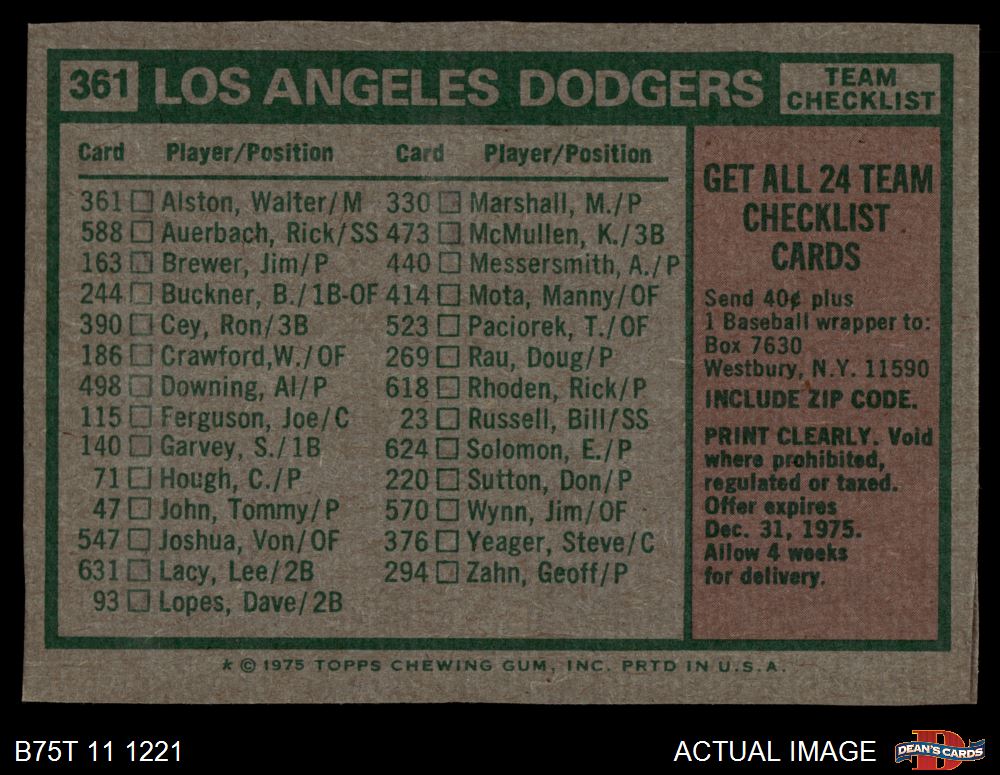 361 LOS ANGELES DODGERS TEAM CHECKLIST
Card Player/Position Card Player/Position
361 Alston, Walter/M 330 Marshall, M./P
588 Auerbach, Rick/SS 473 McMullen, K./3B
163 Brewer, Jim/P 440 Messersmith, A./P
244 Buckner, B./1B-OF 414 Mota, Manny/OF
390 Cey, Ron/3B 523 Paciorek, T./OF
186 Crawford,W./OF 269 Rau, Doug/P
498 Downing, Al/P 618 Rhoden, Rick/P
115 Ferguson, Joe/C 23 Russell, Bill/SS
140 Garvey, S./1B 624 Solomon, E./P
71 Hough, C./P 220 Sutton, Don/P
47 John, Tommy/P 570 Wynn, Jim/OF
547 Joshua, Von/OF 376 Yeager, Steve/C
631 Lacy, Lee/2B 294 Zahn, Geoff/P
93 Lopes, Dave/2B
GET ALL 24 TEAM
CHECKLIST
CARDS
Send 40¢ plus
1 Baseball wrapper to:
Box 7630
Westbury, N.Y. 11590
INCLUDE ZIP CODE.
PRINT CLEARLY. Void
where prohibited,
regulated or taxed.
Offer expires
Dec. 31, 1975.
Allow 4 weeks
for delivery.
* © 1975 TOPPS CHEWING GUM, INC. PRTD IN U.S.A.
B75T 11 1221
ACTUAL IMAGE
DEAN'S CARDS